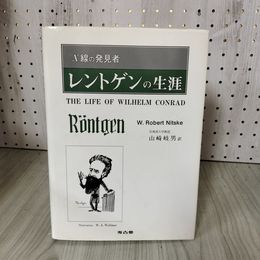 X線の発見者
レントゲンの生涯
THE LIFE OF WILHELM CONRAD
Röntgen
W. Robert Nitske
山崎岐男 訳
考古堂